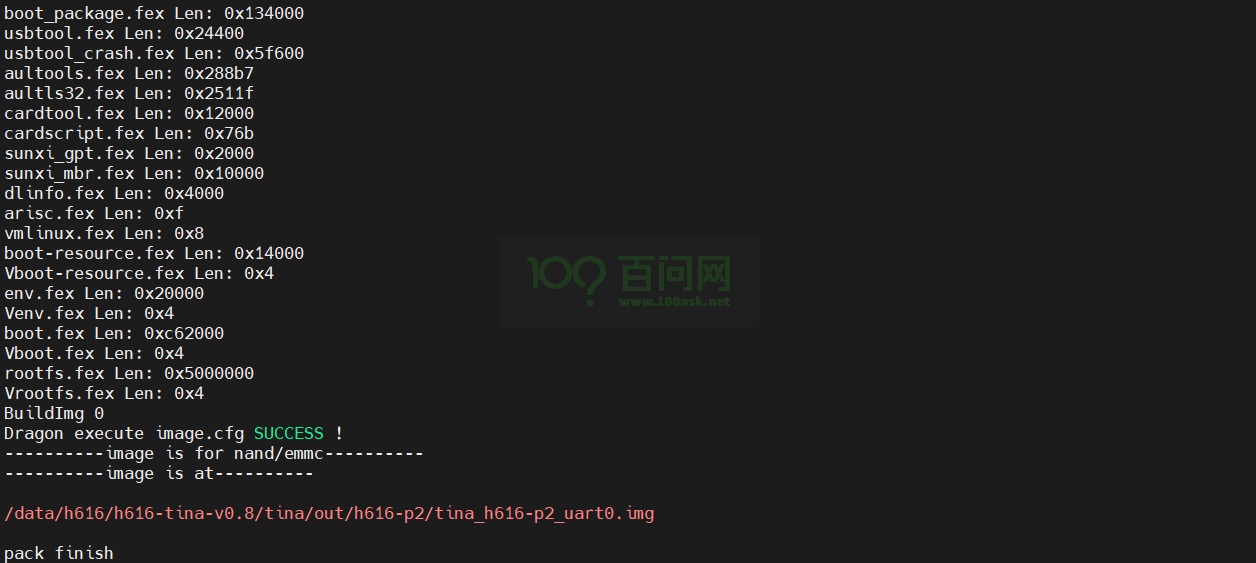 boot_package.fex Len: 0x134000
usbtool.fex Len: 0x24400
usbtool_crash.fex Len: 0x5f600
aultools.fex Len: 0x288b7
aultls32.fex Len: 0x2511f
cardtool.fex Len: 0x12000
cardscript.fex Len: 0x76b
sunxi_gpt.fex Len: 0x2000
sunxi_mbr.fex Len: 0x10000
dlinfo.fex Len: 0x4000
arisc.fex Len: 0xf
vmlinux.fex Len: 0x8
boot-resource.fex Len: 0x14000
Vboot-resource.fex Len: 0x4
env.fex Len: 0x20000
Venv.fex Len: 0x4
boot.fex Len: 0xc62000
Vboot.fex Len: 0x4
rootfs.fex Len: 0x5000000
Vrootfs.fex Len: 0x4
BuildImg 0
Dragon execute image.cfg SUCCESS !
----------image is for nand/emmc----------
----------image is at----------
/data/h616/h616-tina-v0.8/tina/out/h616-p2/tina_h616-p2_uart0.img
pack finish
100 百问网
www.100ask.net